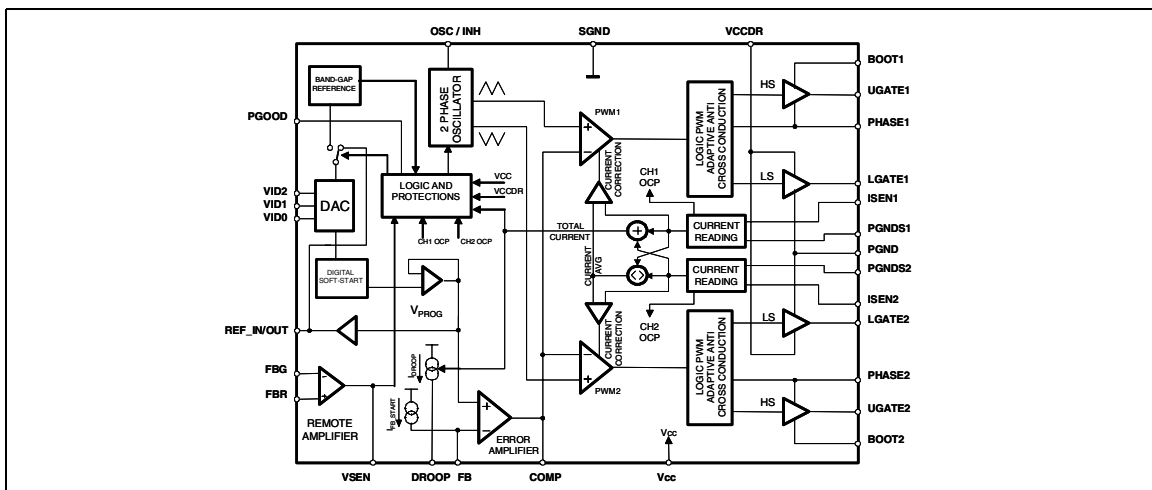 OSC / INH
SGND
VCCDR
BAND-GAP
REFERENCE
2 PHASE
OSCILLATOR
PGOOD
LOGIC AND
PROTECTIONS
VCC
VCCDR
CH1 OCP
CH2 OCP
VID2
VID1
VID0
DAC
DIGITAL
SOFT-START
VPROG
REF_IN/OUT
FBG
FBR
REMOTE
AMPLIFIER
IDROOP
IFB_START
ERROR
AMPLIFIER
PWM1
CURRENT
CORRECTION
TOTAL
CURRENT
CURRENT
AVG
CURRENT
CORRECTION
PWM2
CH1
OCP
CURRENT
READING
CURRENT
READING
CH2
OCP
LOGIC PWM
ADAPTIVE ANTI
CROSS CONDUCTION
HS
LS
LOGIC PWM
ADAPTIVE ANTI
CROSS CONDUCTION
LS
HS
Vcc
BOOT1
UGATE1
PHASE1
LGATE1
ISEN1
PGNDS1
PGND
PGNDS2
ISEN2
LGATE2
PHASE2
UGATE2
BOOT2
VSEN
DROOP
FB
COMP
Vcc
+
−
−
+
−
+
+
−
+
<>